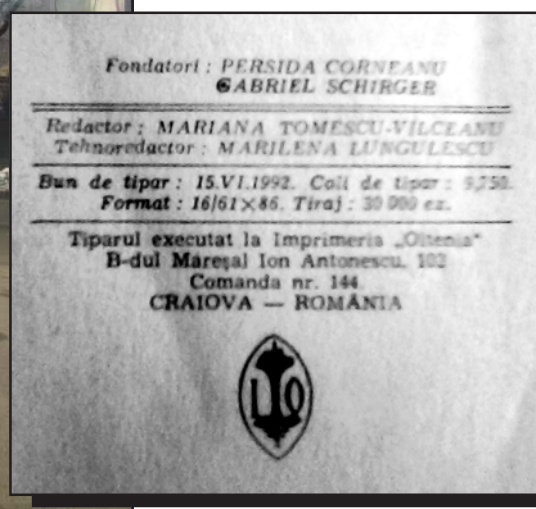 Fondatori : PERSIDA CORNEANU
GABRIEL SCHIRGER
Redactor : MARIANA TOMESCU-VILCEANU
Tehnoredactor : MARILENA LUNGULESCU
Bun de tipar : 15.VI.1992. Coli de tipar : 9,750.
Format : 16/61×86. Tiraj : 30 000 ex.
Tiparul executat la Imprimeria „Oltenia"
B-dul Mareşal Ion Antonescu, 102
Comanda nr. 144
CRAIOVA — ROMÂNIA